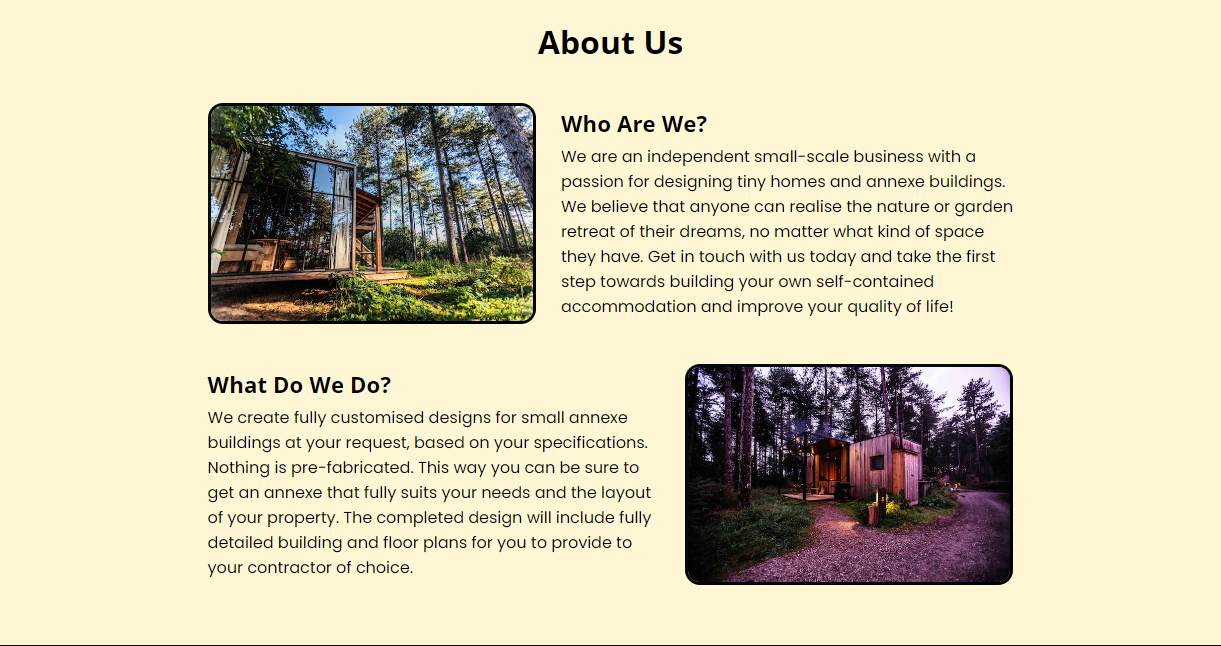 About Us
Who Are We?
We are an independent small-scale business with a
passion for designing tiny homes and annexe buildings.
We believe that anyone can realise the nature or garden
retreat of their dreams, no matter what kind of space
they have. Get in touch with us today and take the first
step towards building your own self-contained
accommodation and improve your quality of life!
What Do We Do?
We create fully customised designs for small annexe
buildings at your request, based on your specifications.
Nothing is pre-fabricated. This way you can be sure to
get an annexe that fully suits your needs and the layout
of your property. The completed design will include fully
detailed building and floor plans for you to provide to
your contractor of choice.